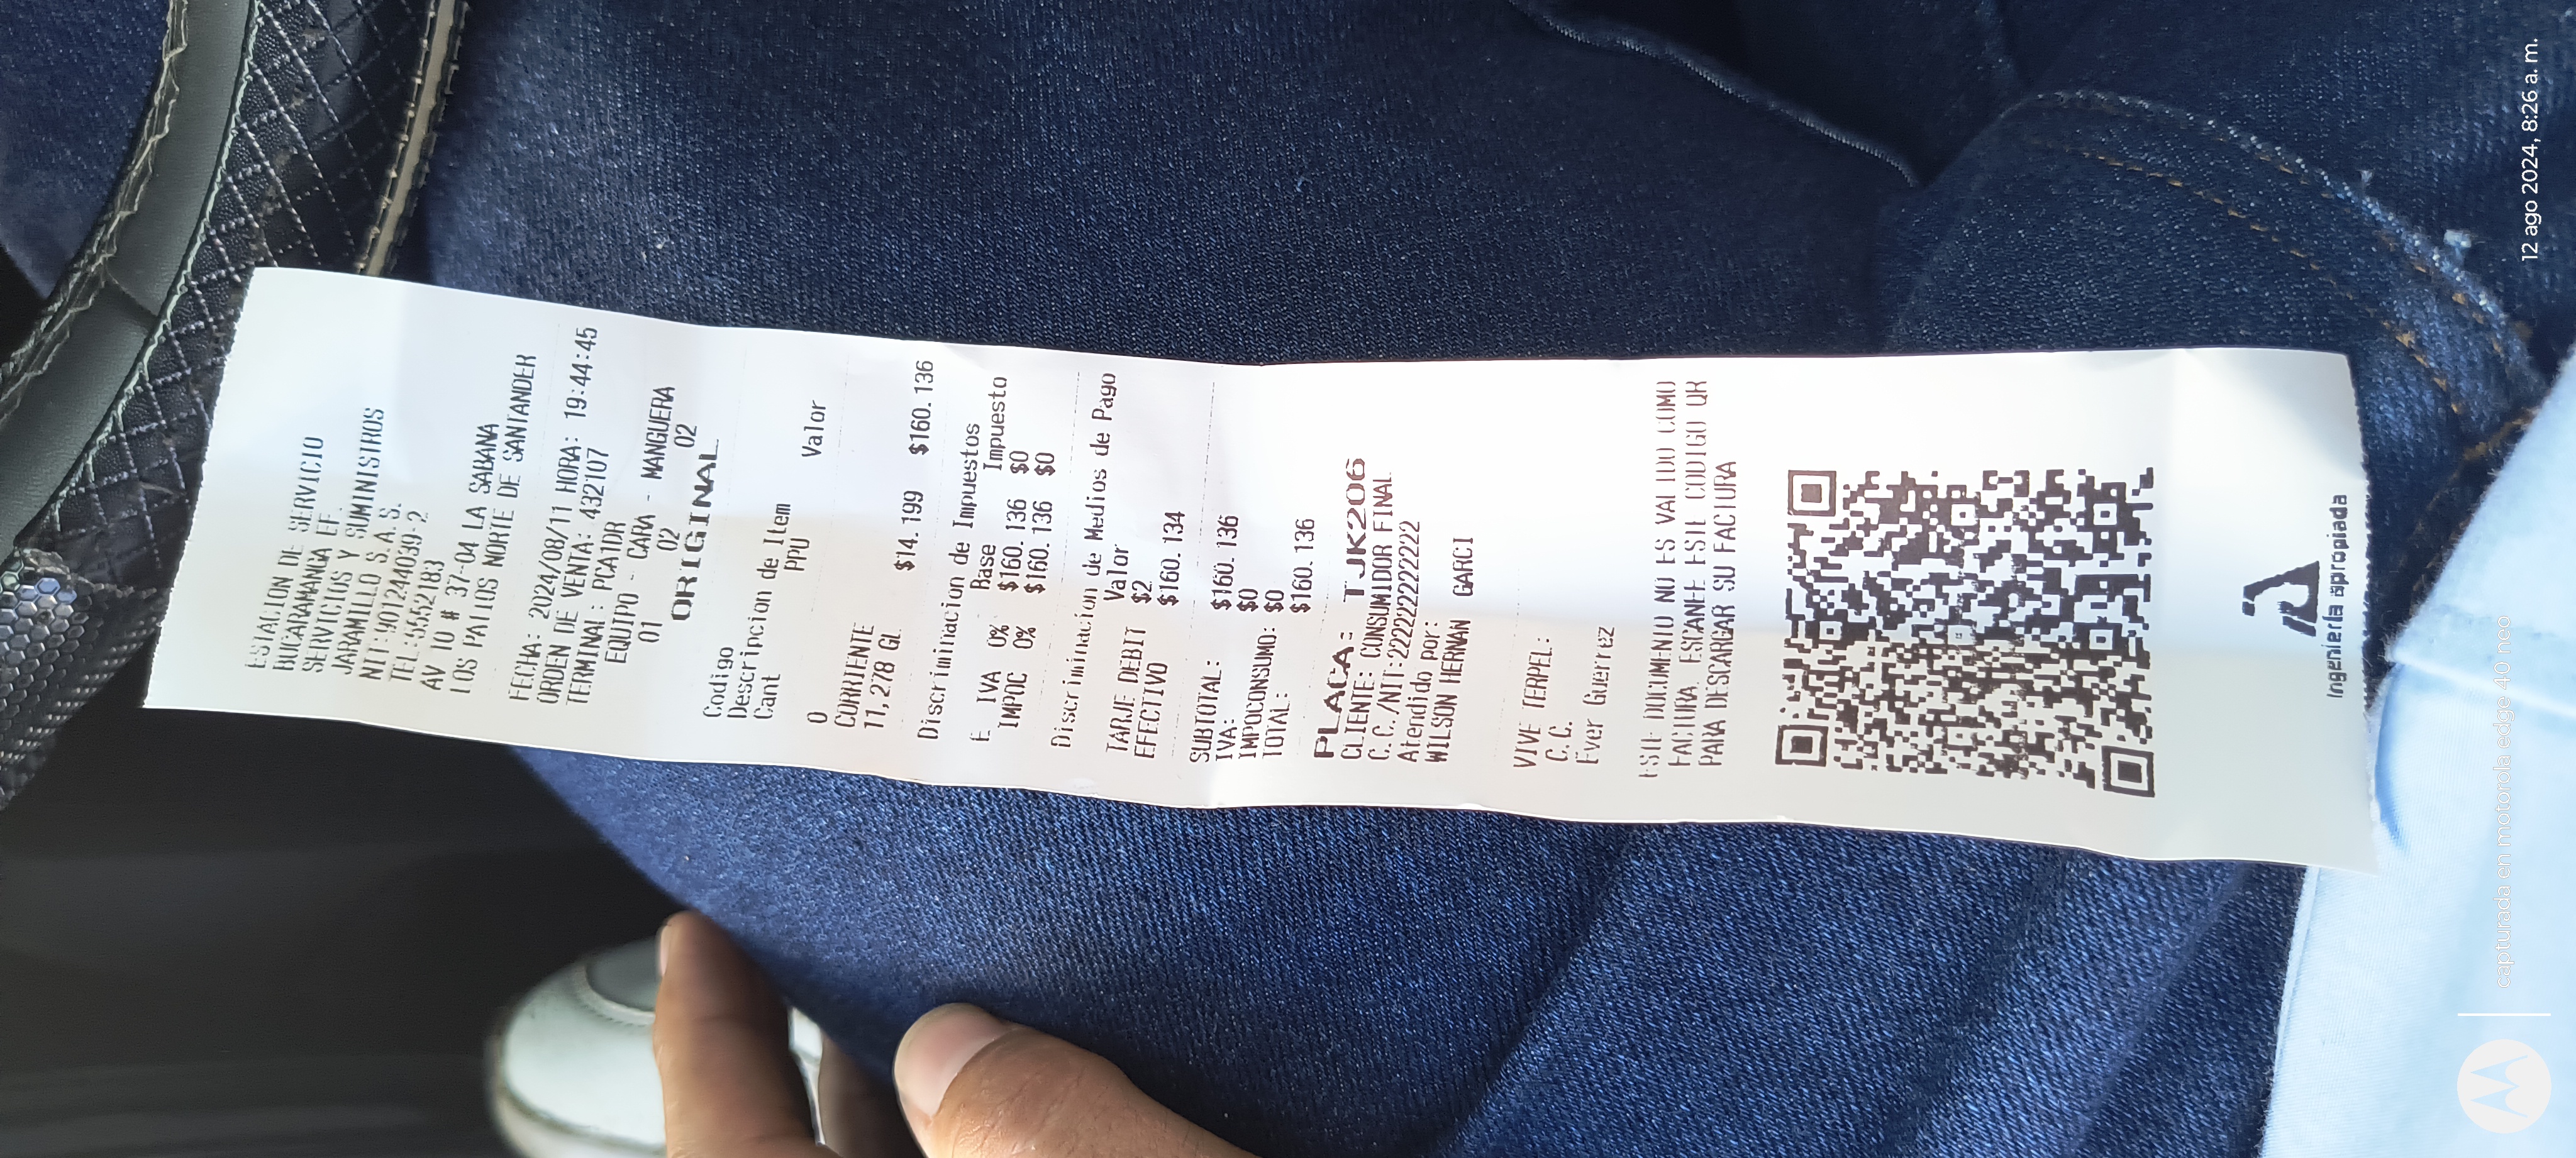 ESTACION DE SERVICIO
BUCARAMANGA EF.
SERVICIOS Y SUMINISTROS
JARAMILLO S.A.S.
NIT:901244039-2
TEL:5552183
AV 10 # 37-04 LA SABANA
LOS PATIOS NORTE DE SANTANDER
FECHA: 2024/08/11 HORA: 19:44:45
ORDEN DE VENTA: 432107
TERMINAL: PCA1DR
EQUIPO - CARA - MANGUERA
01 02 02
ORIGINAL
Codigo
Descripcion de Item
Cant PPU Valor
0
CORRIENTE
11,278 GL $14.199 $160.136
Discriminacion de Impuestos
Base Impuesto
E IVA 0% $160.136 $0
IMPOC 0% $160.136 $0
Discriminacion de Medios de Pago
Valor
TARJE DEBIT $2
EFECTIVO $160.134
SUBTOTAL: $160.136
IVA: $0
IMPOCONSUMO: $0
TOTAL: $160.136
PLACA: TJK206
CLIENTE: CONSUMIDOR FINAL
C.C./NIT:222222222222
Atendido por:
WILSON HERNAN GARCI
VIVE TERPEL:
C.C.
Ever Guerrez
ESTE DOCUMENTO NO ES VALIDO COMO
FACTURA. ESCANEE ESTE CODIGO QR
PARA DESCARGAR SU FACTURA
Ingeniería apropiada
12 ago 2024, 8:26 a. m.
capturada en motorola edge 40 neo